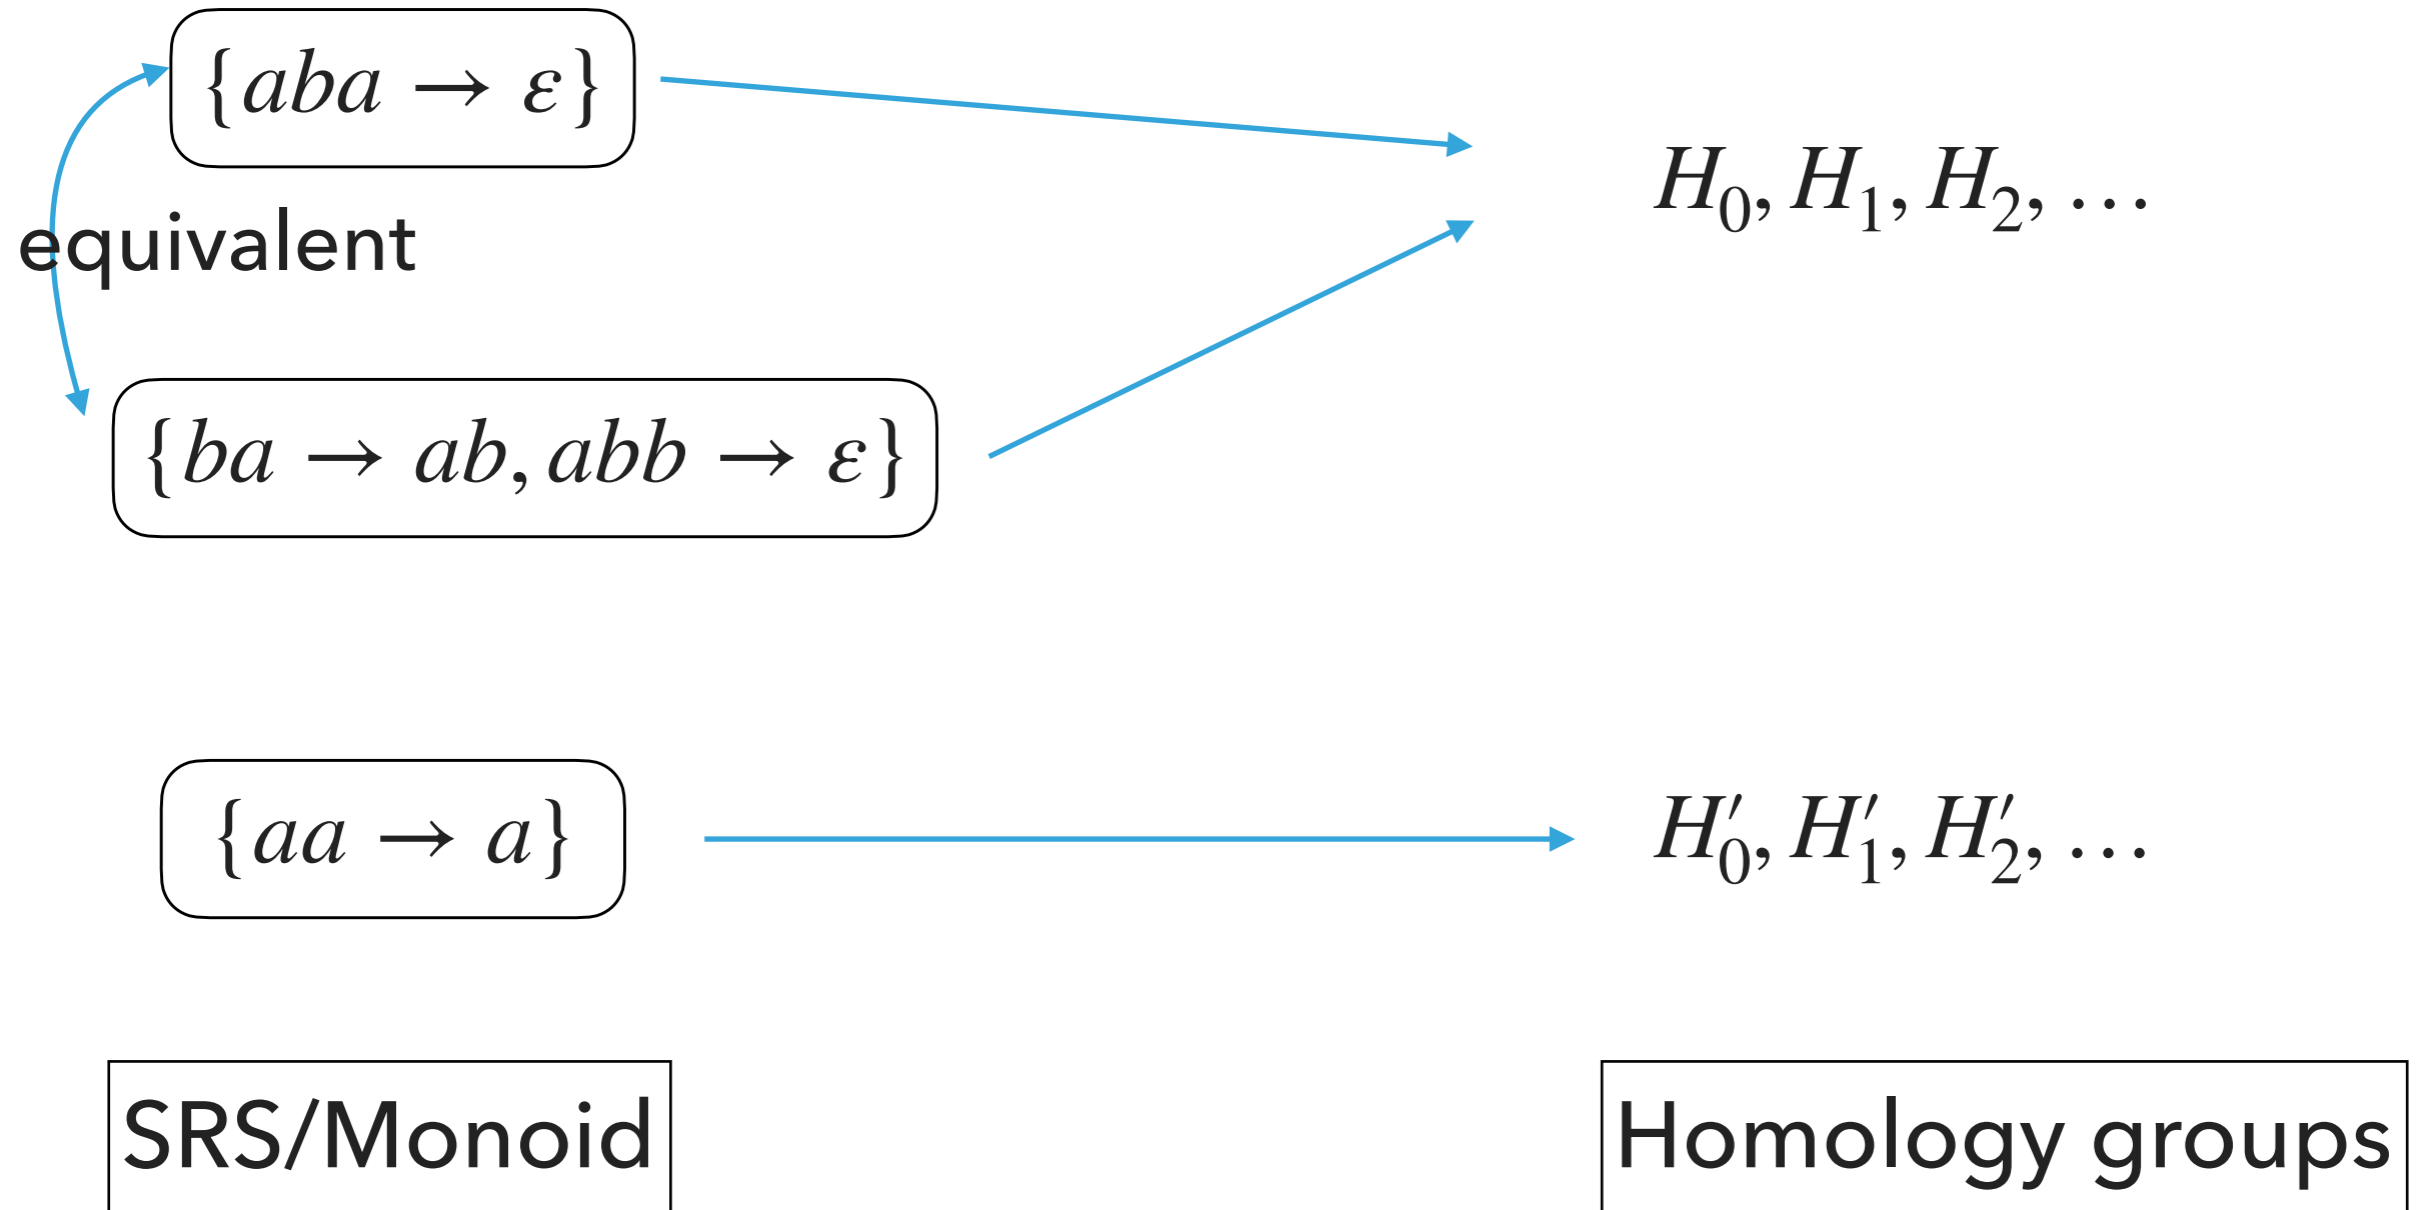 {aba → ε}
H₀, H₁, H₂, …
equivalent
{ba → ab, abb → ε}
{aa → a}
H′₀, H′₁, H′₂, …
SRS/Monoid
Homology groups